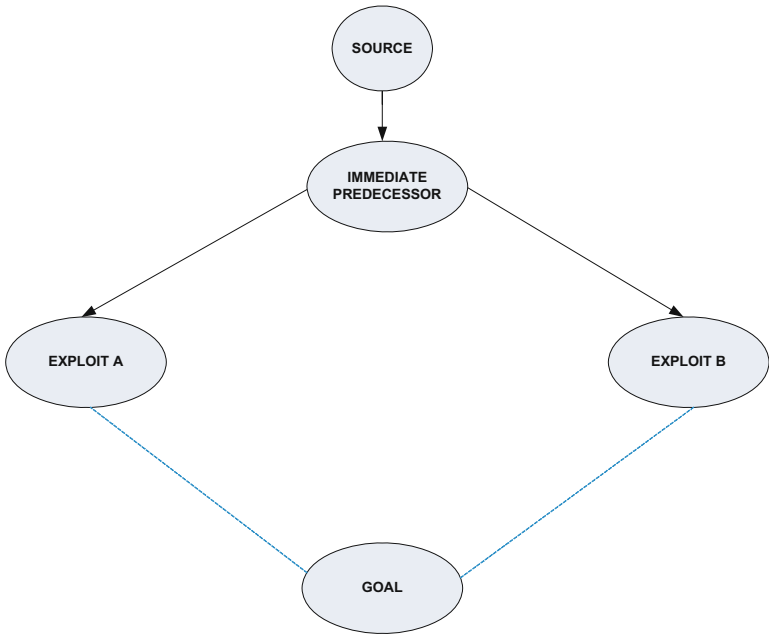 SOURCE
IMMEDIATE
PREDECESSOR
EXPLOIT A
EXPLOIT B
GOAL